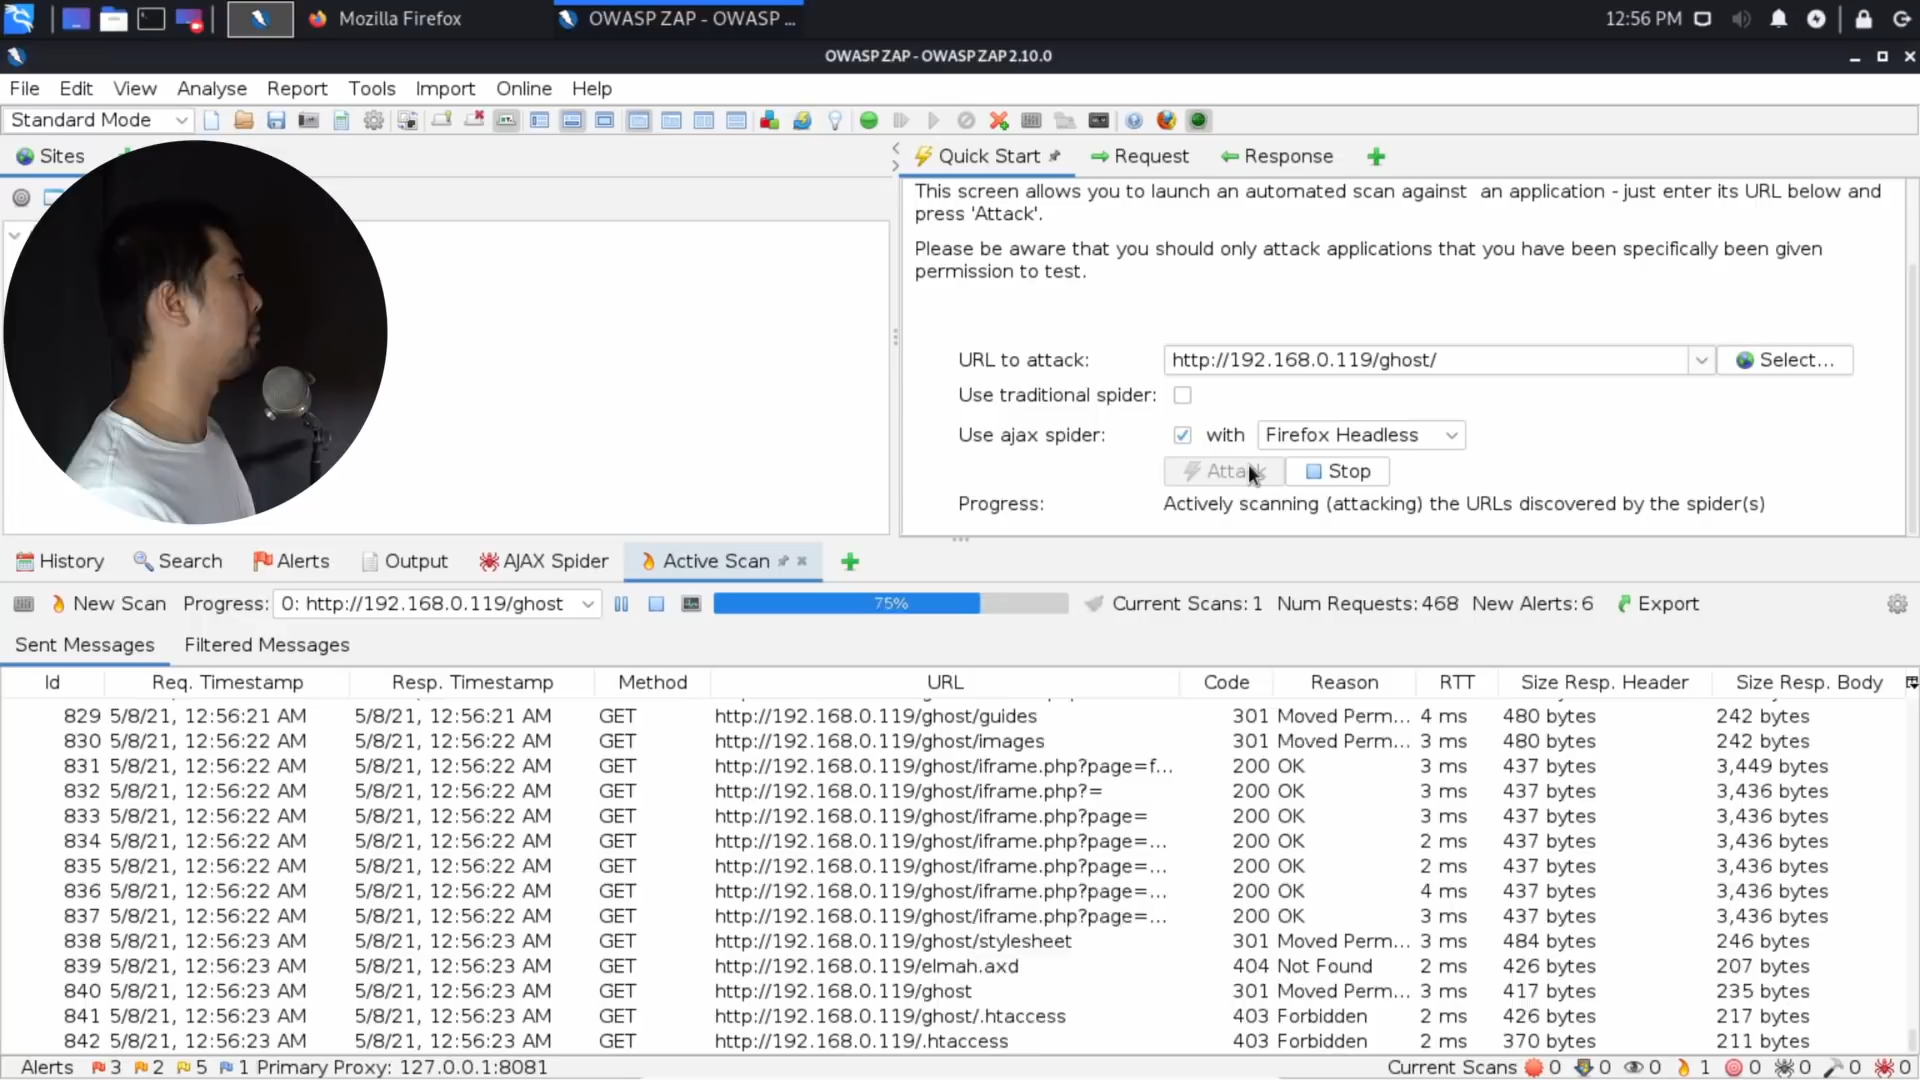 Mozilla Firefox
OWASP ZAP - OWASP ...
12:56 PM
OWASP ZAP - OWASP ZAP 2.10.0
File Edit View Analyse Report Tools Import Online Help
Standard Mode
Sites
Quick Start Request Response
This screen allows you to launch an automated scan against an application - just enter its URL below and
press 'Attack'.
Please be aware that you should only attack applications that you have been specifically been given
permission to test.
URL to attack: http://192.168.0.119/ghost/ Select...
Use traditional spider:
Use ajax spider: with Firefox Headless
Attack Stop
Progress: Actively scanning (attacking) the URLs discovered by the spider(s)
History Search Alerts Output AJAX Spider Active Scan
New Scan Progress: 0: http://192.168.0.119/ghost 75% Current Scans: 1 Num Requests: 468 New Alerts: 6 Export
Sent Messages Filtered Messages
Id Req. Timestamp Resp. Timestamp Method URL Code Reason RTT Size Resp. Header Size Resp. Body
829 5/8/21, 12:56:21 AM 5/8/21, 12:56:21 AM GET http://192.168.0.119/ghost/guides 301 Moved Perm... 4 ms 480 bytes 242 bytes
830 5/8/21, 12:56:22 AM 5/8/21, 12:56:22 AM GET http://192.168.0.119/ghost/images 301 Moved Perm... 3 ms 480 bytes 242 bytes
831 5/8/21, 12:56:22 AM 5/8/21, 12:56:22 AM GET http://192.168.0.119/ghost/iframe.php?page=f... 200 OK 3 ms 437 bytes 3,449 bytes
832 5/8/21, 12:56:22 AM 5/8/21, 12:56:22 AM GET http://192.168.0.119/ghost/iframe.php?= 200 OK 3 ms 437 bytes 3,436 bytes
833 5/8/21, 12:56:22 AM 5/8/21, 12:56:22 AM GET http://192.168.0.119/ghost/iframe.php?page= 200 OK 3 ms 437 bytes 3,436 bytes
834 5/8/21, 12:56:22 AM 5/8/21, 12:56:22 AM GET http://192.168.0.119/ghost/iframe.php?page=... 200 OK 2 ms 437 bytes 3,436 bytes
835 5/8/21, 12:56:22 AM 5/8/21, 12:56:22 AM GET http://192.168.0.119/ghost/iframe.php?page=... 200 OK 2 ms 437 bytes 3,436 bytes
836 5/8/21, 12:56:22 AM 5/8/21, 12:56:22 AM GET http://192.168.0.119/ghost/iframe.php?page=... 200 OK 4 ms 437 bytes 3,436 bytes
837 5/8/21, 12:56:22 AM 5/8/21, 12:56:22 AM GET http://192.168.0.119/ghost/iframe.php?page=... 200 OK 3 ms 437 bytes 3,436 bytes
838 5/8/21, 12:56:23 AM 5/8/21, 12:56:23 AM GET http://192.168.0.119/ghost/stylesheet 301 Moved Perm... 3 ms 484 bytes 246 bytes
839 5/8/21, 12:56:23 AM 5/8/21, 12:56:23 AM GET http://192.168.0.119/elmah.axd 404 Not Found 2 ms 426 bytes 207 bytes
840 5/8/21, 12:56:23 AM 5/8/21, 12:56:23 AM GET http://192.168.0.119/ghost 301 Moved Perm... 3 ms 417 bytes 235 bytes
841 5/8/21, 12:56:23 AM 5/8/21, 12:56:23 AM GET http://192.168.0.119/ghost/.htaccess 403 Forbidden 2 ms 426 bytes 217 bytes
842 5/8/21, 12:56:23 AM 5/8/21, 12:56:23 AM GET http://192.168.0.119/.htaccess 403 Forbidden 2 ms 370 bytes 211 bytes
Alerts 3 2 5 1 Primary Proxy: 127.0.0.1:8081 Current Scans 0 0 0 1 0 0 0 0